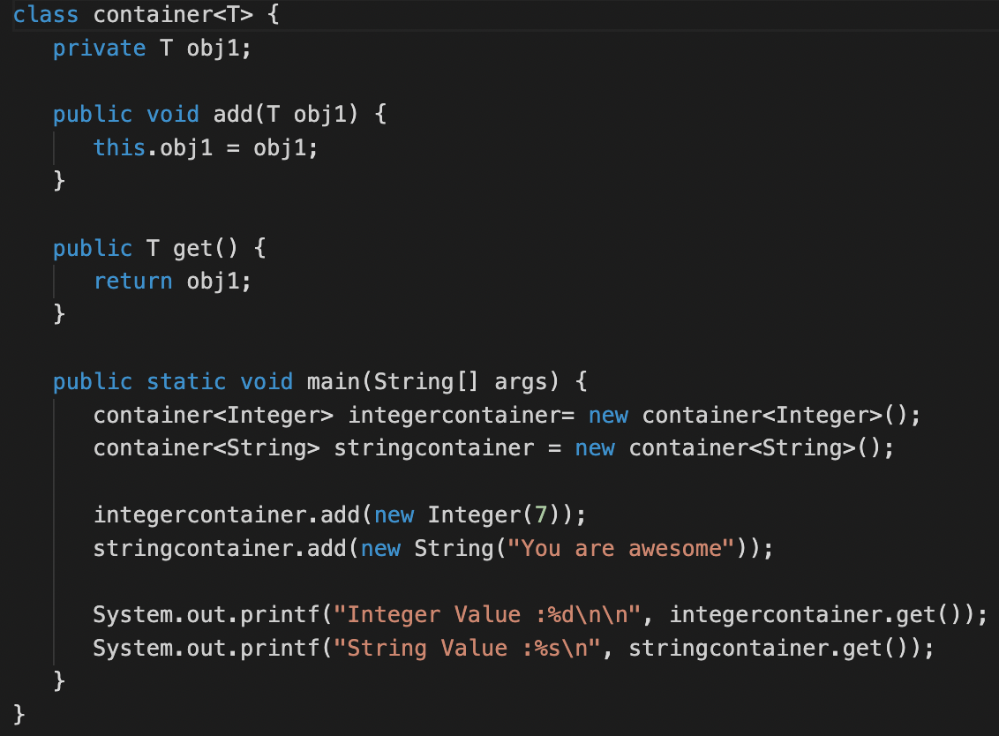 class container<T> {
   private T obj1;

   public void add(T obj1) {
      this.obj1 = obj1;
   }

   public T get() {
      return obj1;
   }

   public static void main(String[] args) {
      container<Integer> integercontainer= new container<Integer>();
      container<String> stringcontainer = new container<String>();

      integercontainer.add(new Integer(7));
      stringcontainer.add(new String("You are awesome"));

      System.out.printf("Integer Value :%d\n\n", integercontainer.get());
      System.out.printf("String Value :%s\n", stringcontainer.get());
   }
}